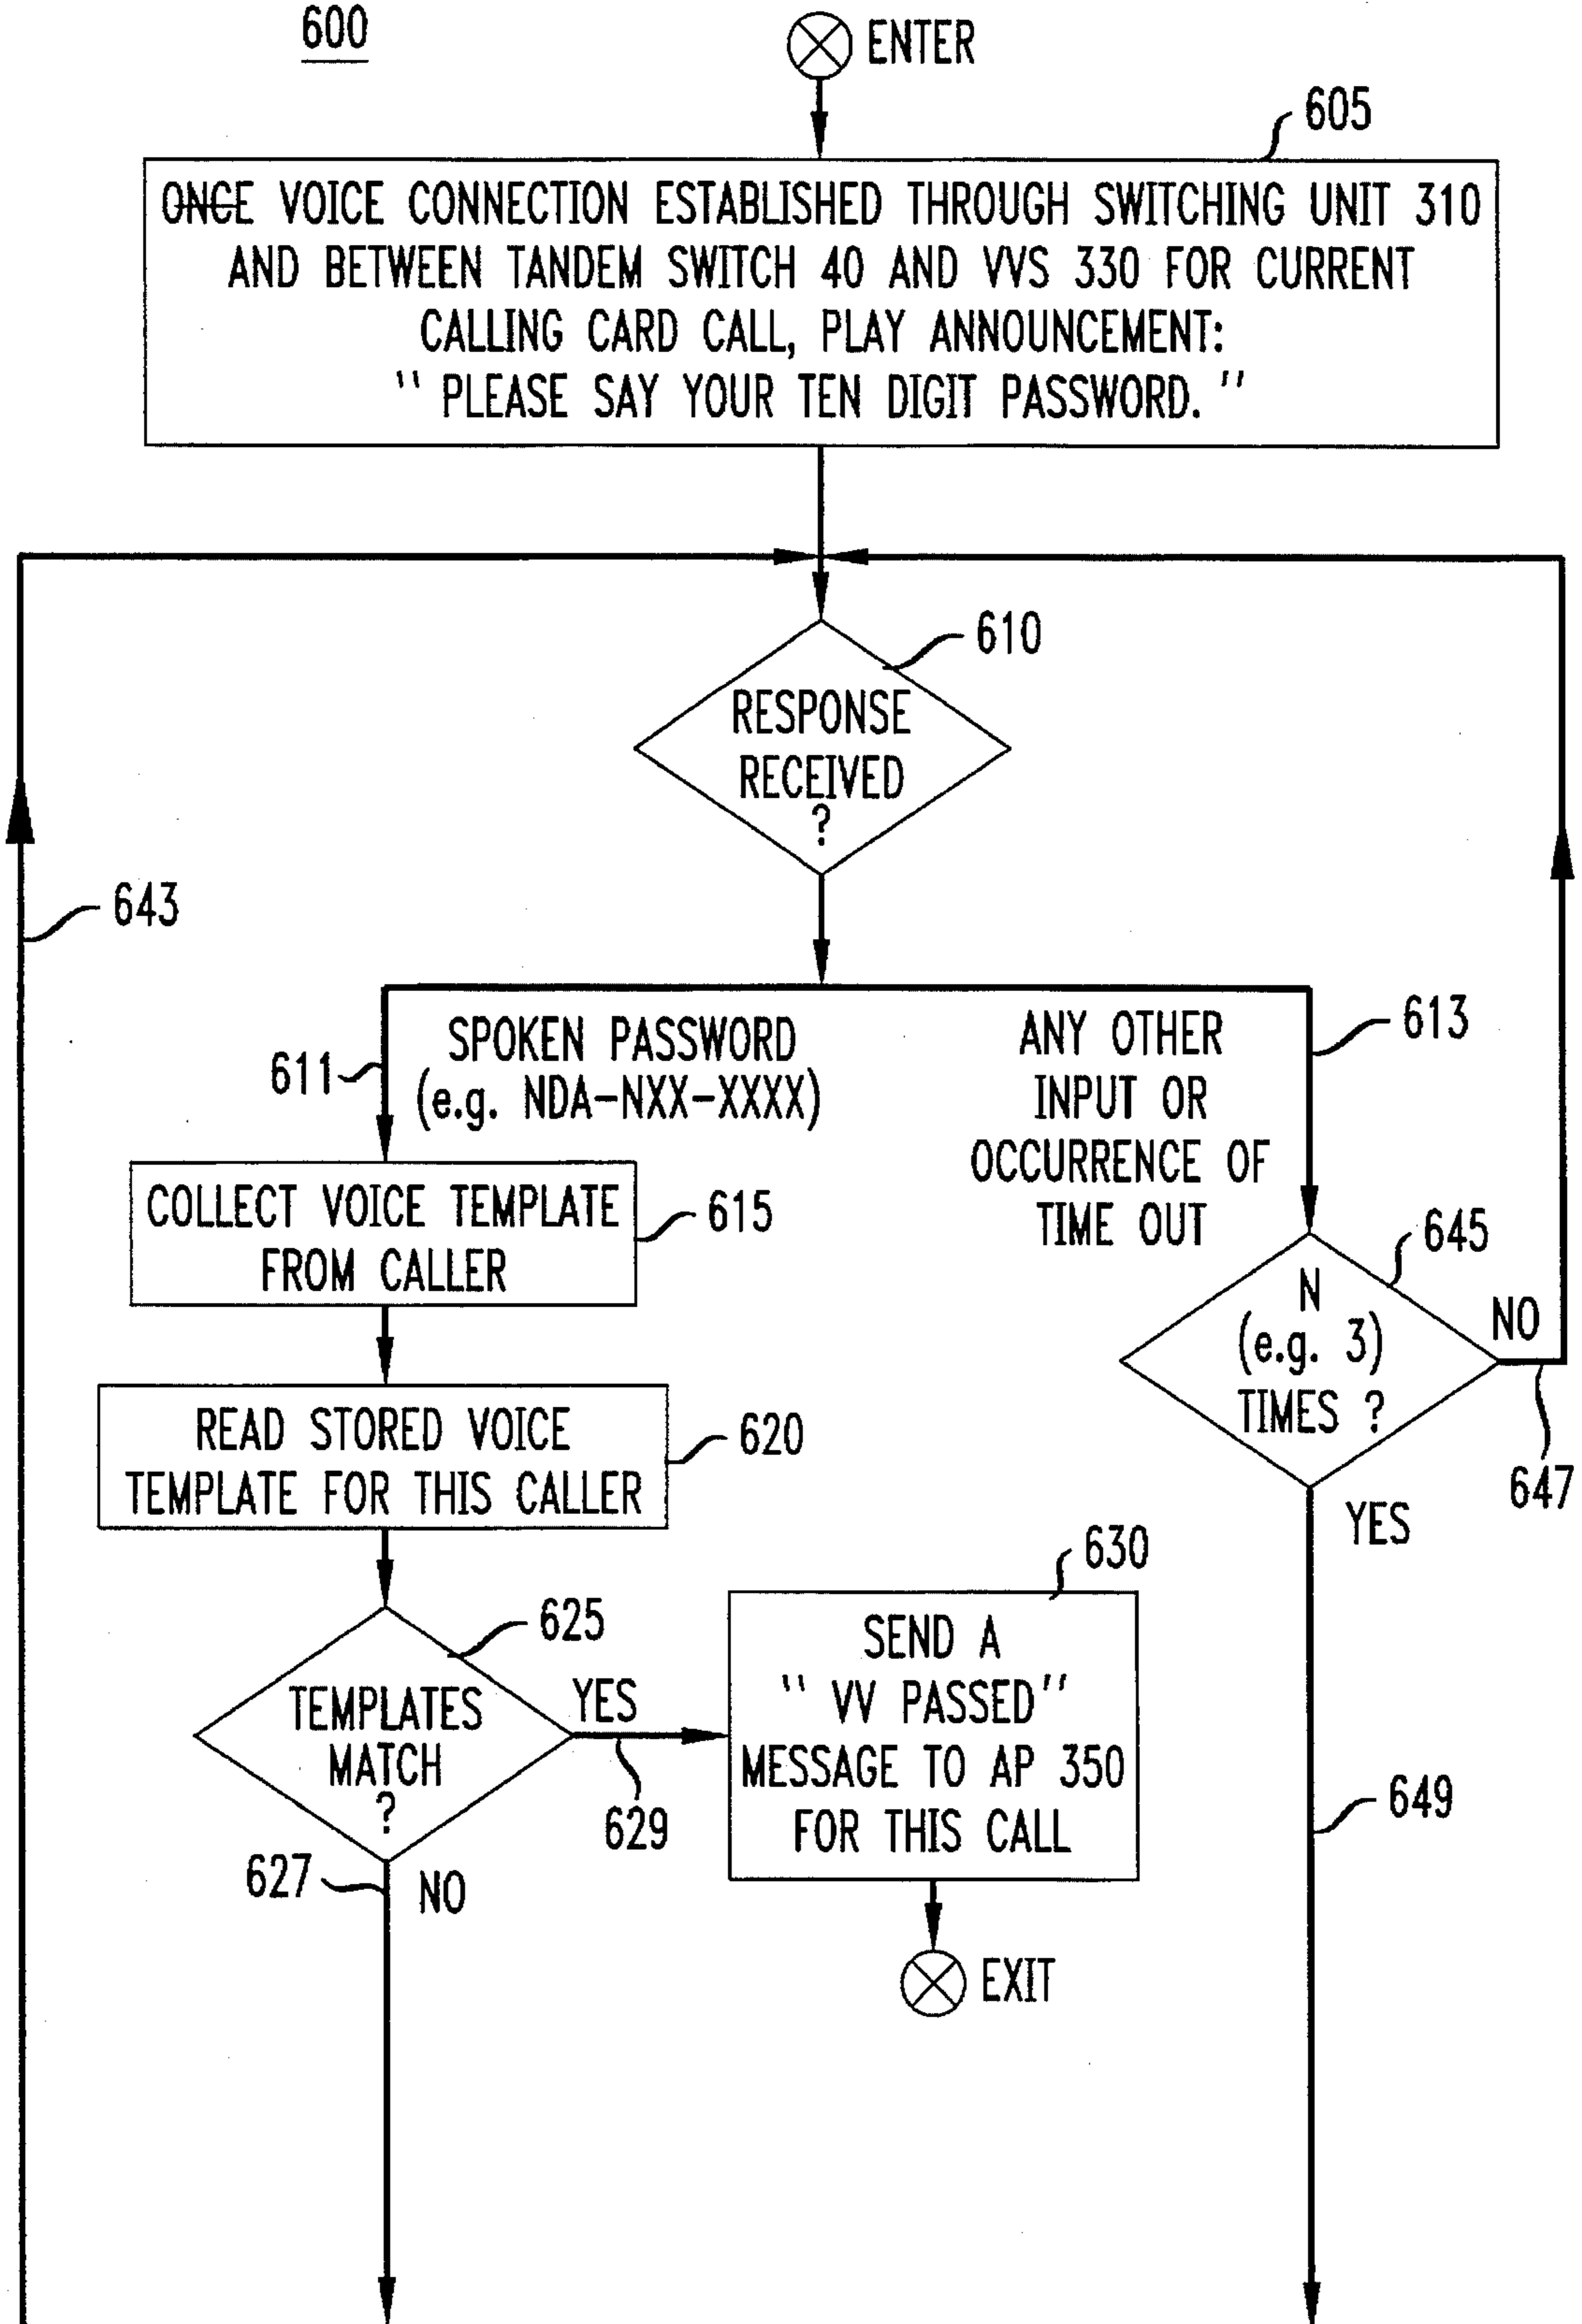 600
ENTER
605
ONCE VOICE CONNECTION ESTABLISHED THROUGH SWITCHING UNIT 310
AND BETWEEN TANDEM SWITCH 40 AND VVS 330 FOR CURRENT
CALLING CARD CALL, PLAY ANNOUNCEMENT:
" PLEASE SAY YOUR TEN DIGIT PASSWORD. "
610
RESPONSE
RECEIVED
?
643
611
SPOKEN PASSWORD
(e.g. NDA-NXX-XXXX)
ANY OTHER
INPUT OR
OCCURRENCE OF
TIME OUT
613
COLLECT VOICE TEMPLATE
FROM CALLER
615
645
N
(e.g. 3)
TIMES ?
NO
647
YES
READ STORED VOICE
TEMPLATE FOR THIS CALLER
620
625
TEMPLATES
MATCH
?
YES
629
630
SEND A
" VV PASSED"
MESSAGE TO AP 350
FOR THIS CALL
649
627
NO
EXIT